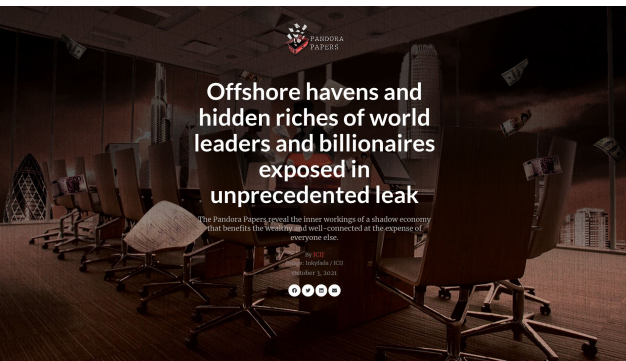 PANDORA
PAPERS
Offshore havens and
hidden riches of world
leaders and billionaires
exposed in
unprecedented leak
The Pandora Papers reveal the inner workings of a shadow economy
that benefits the wealthy and well-connected at the expense of
everyone else.
By ICIJ
Inkyfada / ICIJ
October 3, 2021